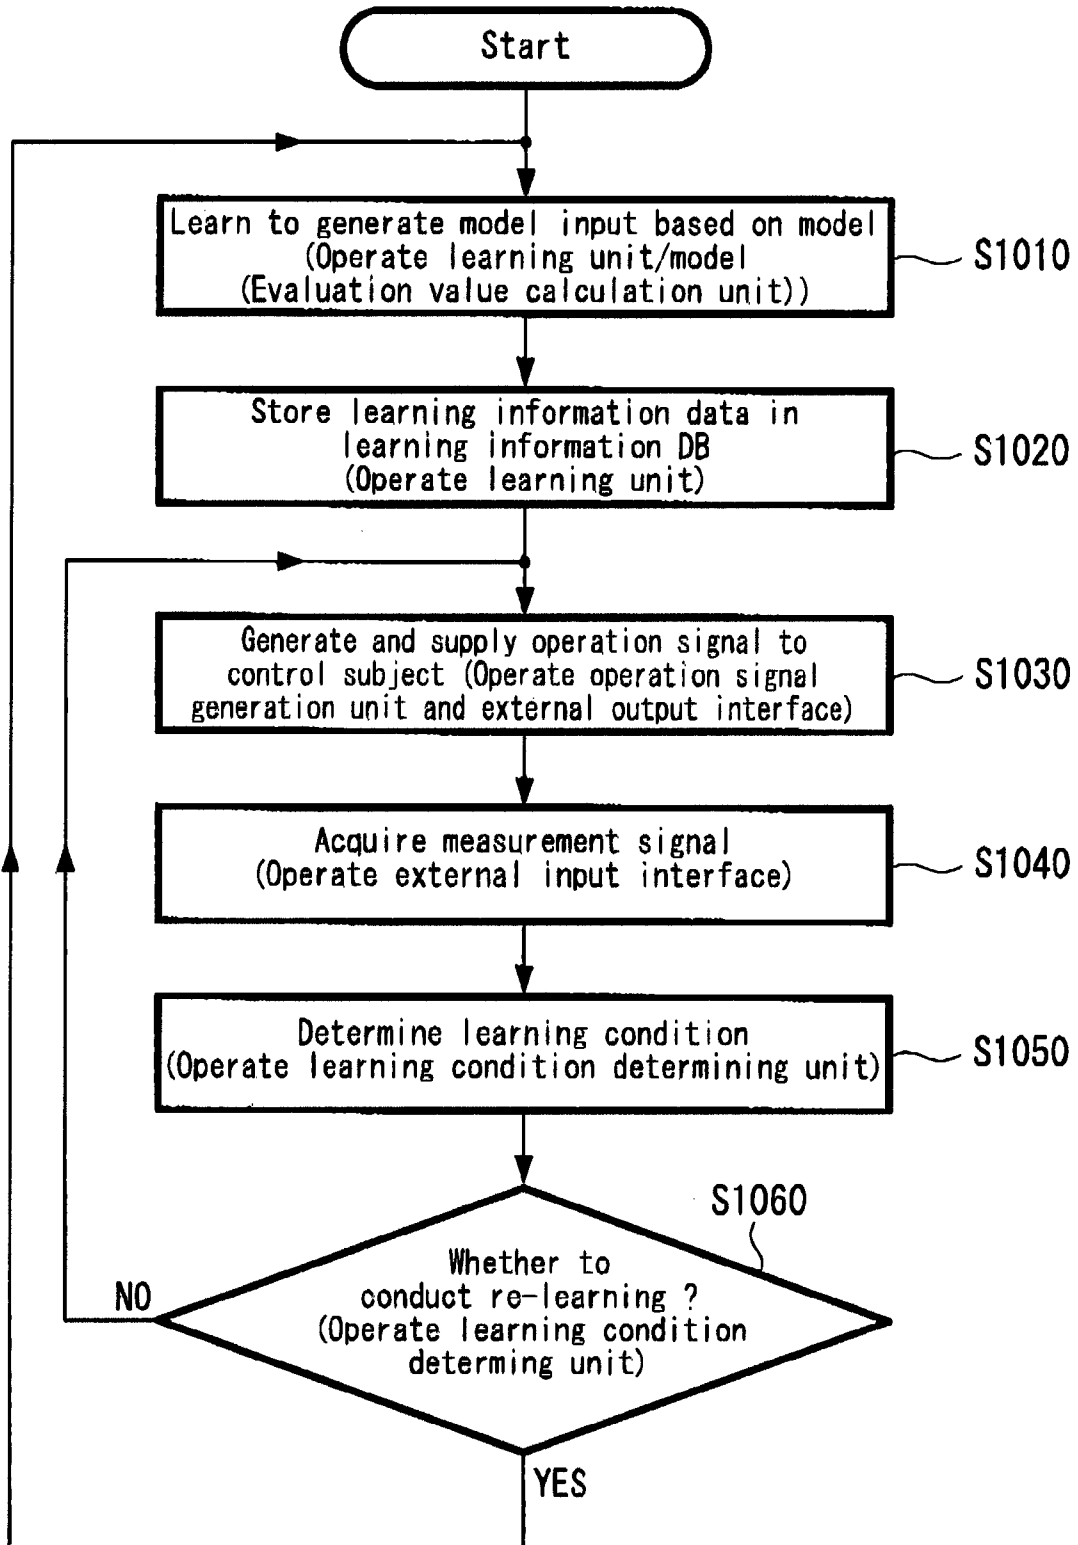 Start
Learn to generate model input based on model
(Operate learning unit/model
(Evaluation value calculation unit))
S1010
Store learning information data in
learning information DB
(Operate learning unit)
S1020
Generate and supply operation signal to
control subject (Operate operation signal
generation unit and external output interface)
S1030
Acquire measurement signal
(Operate external input interface)
S1040
Determine learning condition
(Operate learning condition determining unit)
S1050
S1060
Whether to
conduct re-learning ?
(Operate learning condition
determing unit)
NO
YES